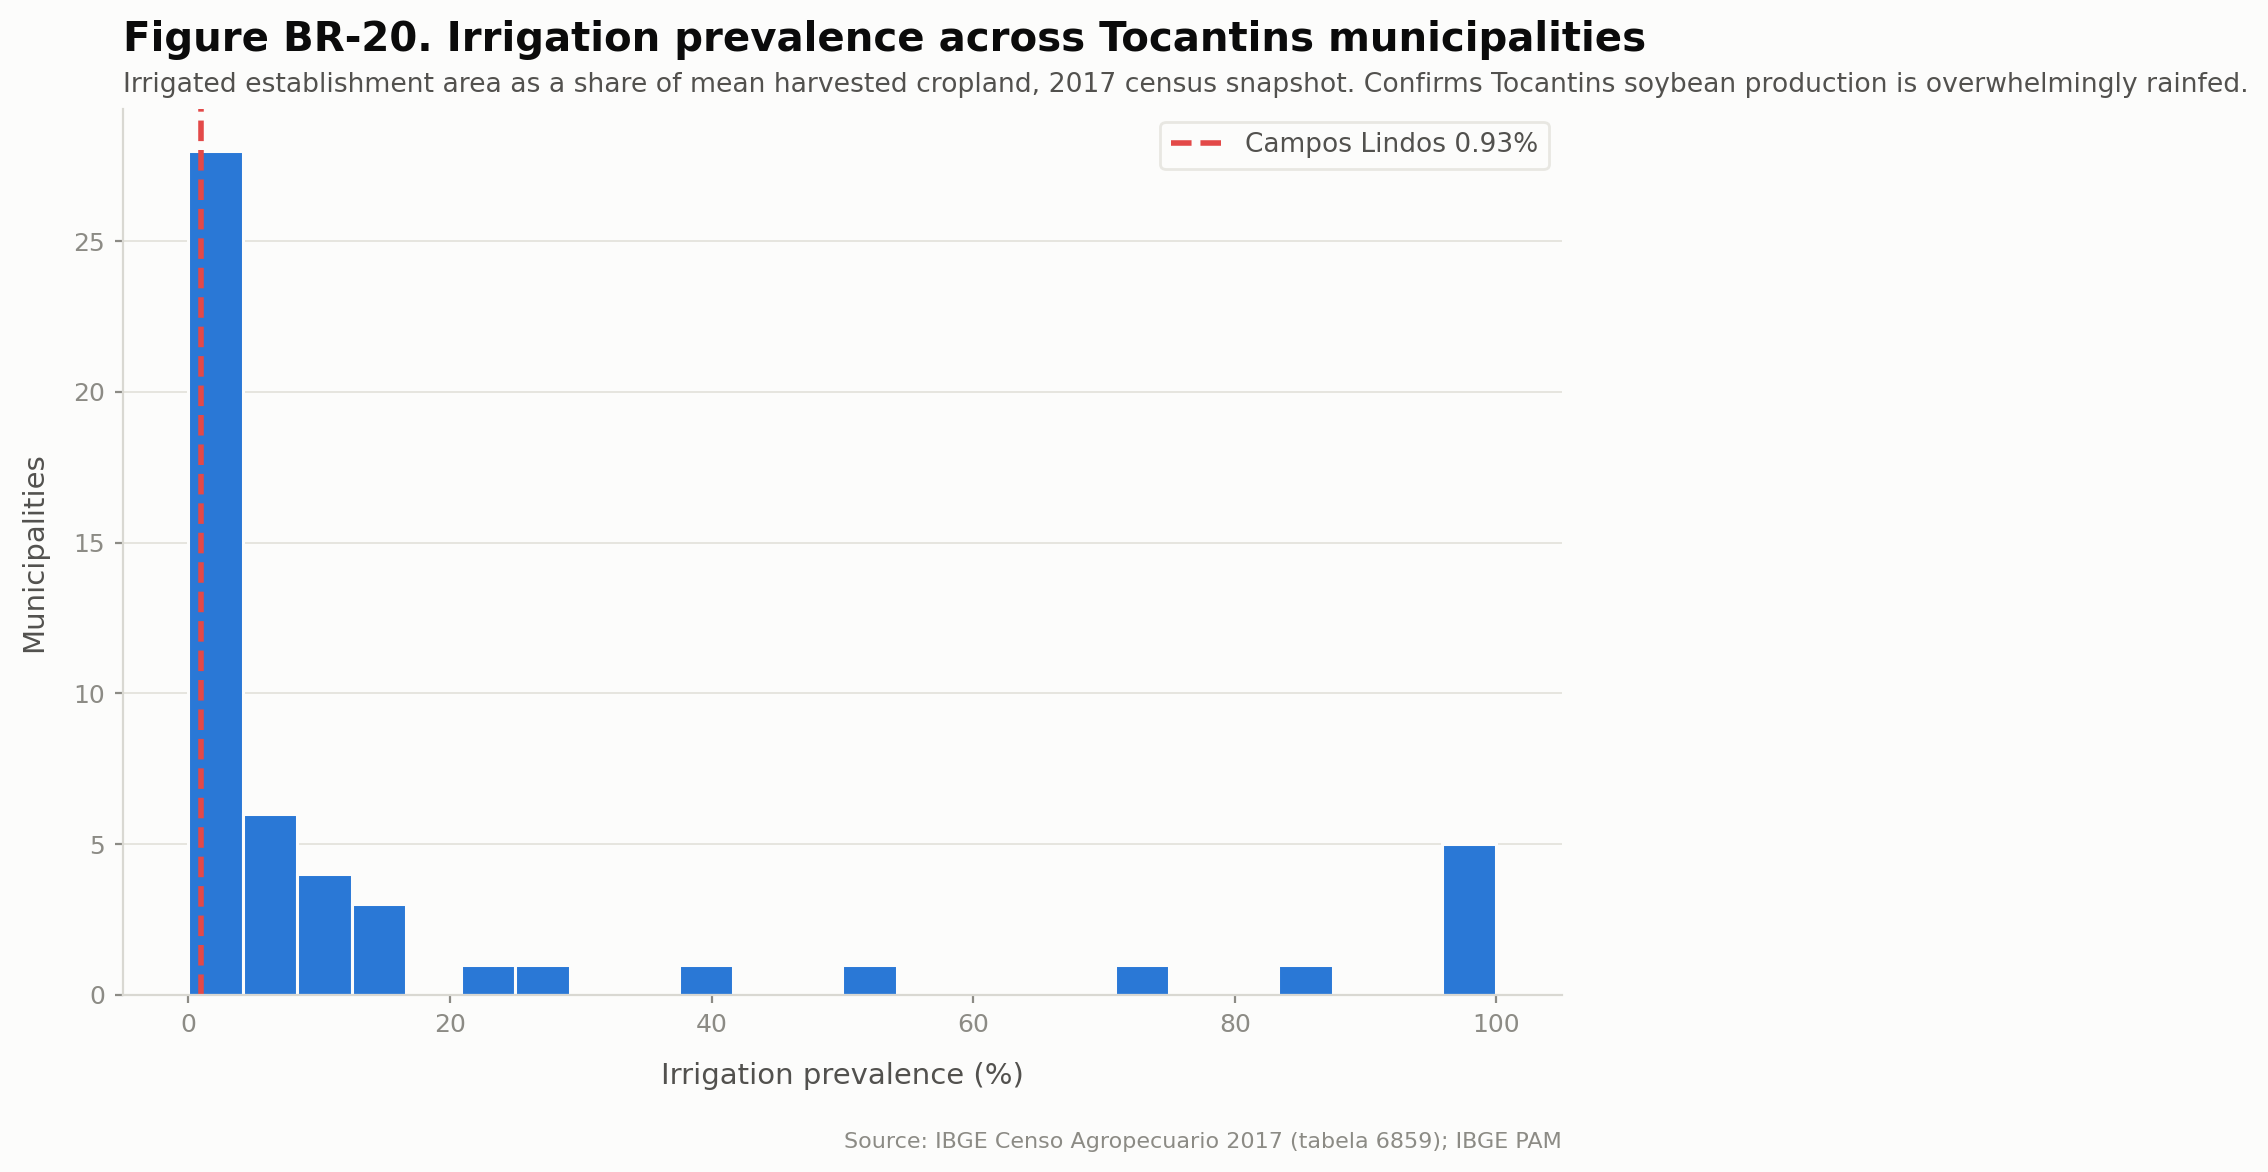 Figure BR-20. Irrigation prevalence across Tocantins municipalities
Irrigated establishment area as a share of mean harvested cropland, 2017 census snapshot. Confirms Tocantins soybean production is overwhelmingly rainfed.
Campos Lindos 0.93%
25
20
15
10
5
0
Municipalities
0 20 40 60 80 100
Irrigation prevalence (%)
Source: IBGE Censo Agropecuario 2017 (tabela 6859); IBGE PAM